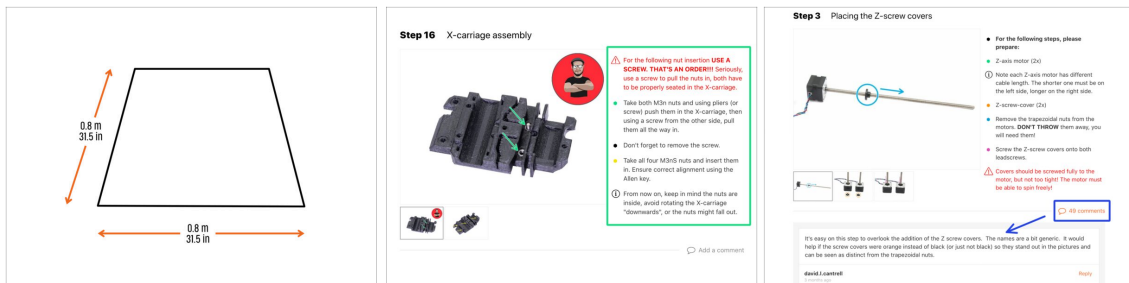 0.8 m
31.5 in
0.8 m
31.5 in
Step 16 X-carriage assembly
For the following nut insertion USE A
SCREW. THAT'S AN ORDER!!! Seriously,
use a screw to pull the nuts in, both have
to be properly seated in the X-carriage.
Take both M3n nuts and using pliers (or
screw) push them in the X-carriage, then
using a screw from the other side, pull
them all the way in.
Don't forget to remove the screw.
Take all four M3nS nuts and insert them
in. Ensure correct alignment using the
Allen key.
From now on, keep in mind the nuts are
inside, avoid rotating the X-carriage
"downwards", or the nuts might fall out.
Add a comment
Step 3 Placing the Z-screw covers
For the following steps, please
prepare:
Z-axis motor (2x)
Note each Z-axis motor has different
cable length. The shorter one must be on
the left side, longer on the right side.
Z-screw-cover (2x)
Remove the trapezoidal nuts from the
motors. DON'T THROW them away, you
will need them!
Screw the Z-screw covers onto both
leadscrews.
Covers should be screwed fully to the
motor, but not too tight! The motor must
be able to spin freely!
46 comments
It's easy on this step to overlook the addition of the Z screw covers. The names are a bit generic. It would
help if the screw covers were orange instead of black (or just not black) so they stand out in the pictures and
can be seen as distinct from the trapezoidal nuts.
david.l.cantrell
Reply
3 months ago